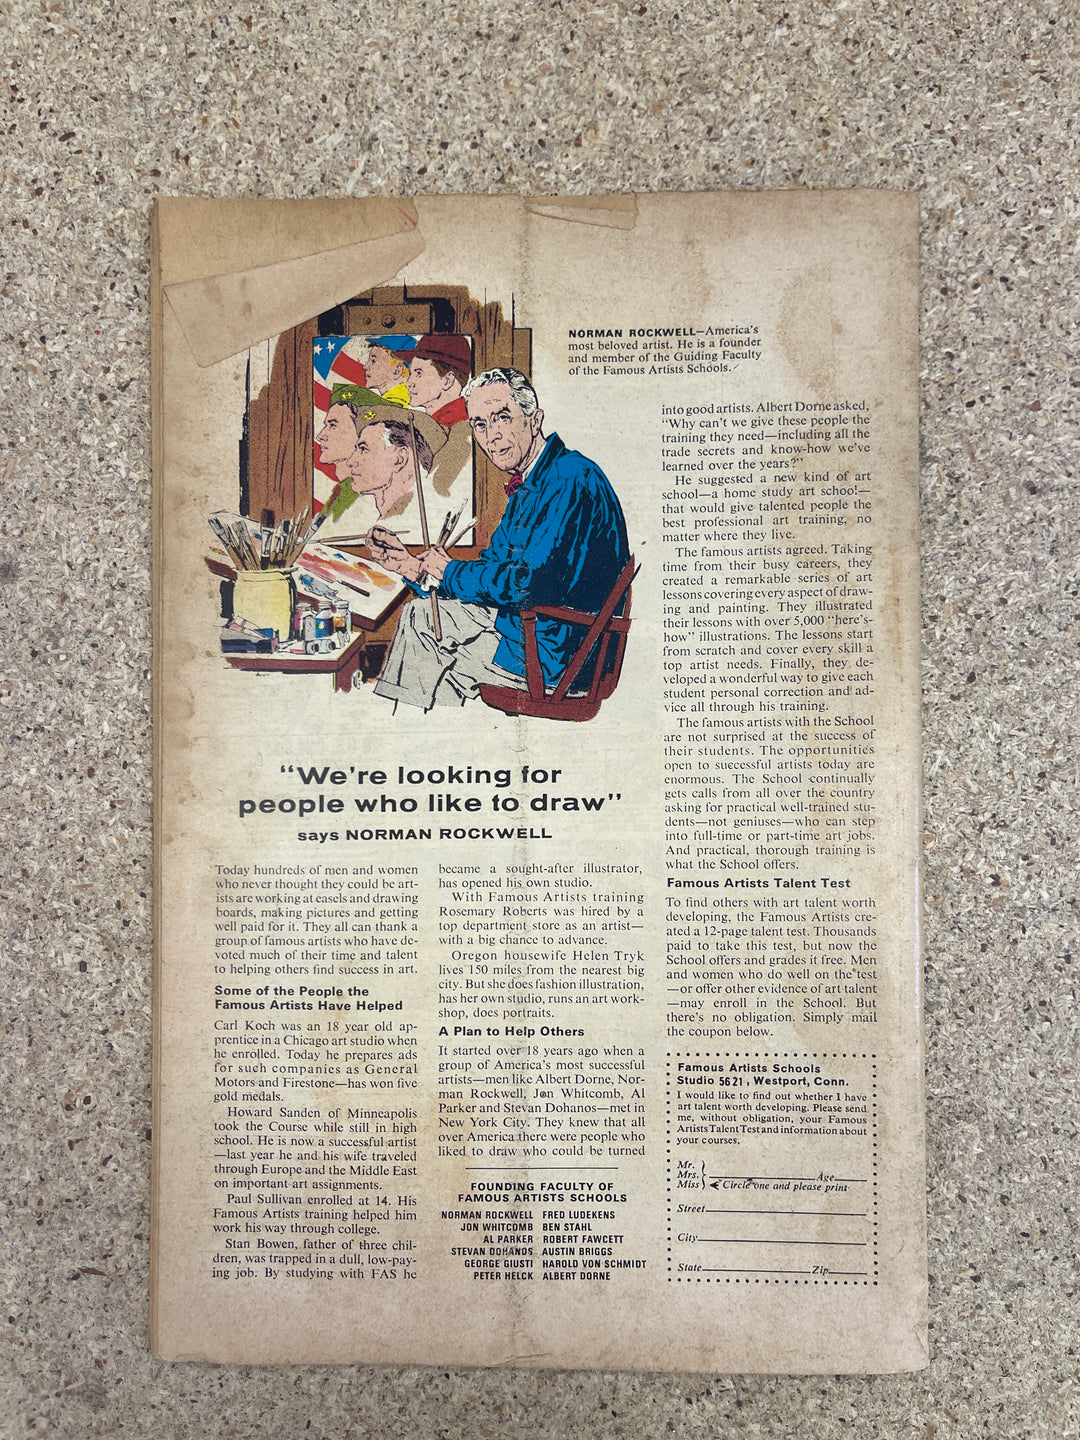 NORMAN ROCKWELL—America's
most beloved artist. He is a founder
and member of the Guiding Faculty
of the Famous Artists Schools.
"We're looking for
people who like to draw"
says NORMAN ROCKWELL
Today hundreds of men and women
who never thought they could be art-
ists are working at easels and drawing
boards, making pictures and getting
well paid for it. They all can thank a
group of famous artists who have de-
voted much of their time and talent
to helping others find success in art.
Some of the People the
Famous Artists Have Helped
Carl Koch was an 18 year old ap-
prentice in a Chicago art studio when
he enrolled. Today he prepares ads
for such companies as General
Motors and Firestone—has won five
gold medals.
Howard Sanden of Minneapolis
took the Course while still in high
school. He is now a successful artist
—last year he and his wife traveled
through Europe and the Middle East
on important art assignments.
Paul Sullivan enrolled at 14. His
Famous Artists training helped him
work his way through college.
Stan Bowen, father of three chil-
dren, was trapped in a dull, low-pay-
ing job. By studying with FAS he
became a sought-after illustrator,
has opened his own studio.
With Famous Artists training
Rosemary Roberts was hired by a
top department store as an artist—
with a big chance to advance.
Oregon housewife Helen Tryk
lives 150 miles from the nearest big
city. But she does fashion illustration,
has her own studio, runs an art work-
shop, does portraits.
A Plan to Help Others
It started over 18 years ago when a
group of America's most successful
artists—men like Albert Dorne, Nor-
man Rockwell, Jon Whitcomb, Al
Parker and Stevan Dohanos—met in
New York City. They knew that all
over America there were people who
liked to draw who could be turned
into good artists. Albert Dorne asked,
"Why can't we give these people the
training they need—including all the
trade secrets and know-how we've
learned over the years?"
He suggested a new kind of art
school—a home study art school—
that would give talented people the
best professional art training, no
matter where they live.
The famous artists agreed. Taking
time from their busy careers, they
created a remarkable series of art
lessons covering every aspect of draw-
ing and painting. They illustrated
their lessons with over 5,000 "here's-
how" illustrations. The lessons start
from scratch and cover every skill a
top artist needs. Finally, they de-
veloped a wonderful way to give each
student personal correction and ad-
vice all through his training.
The famous artists with the School
are not surprised at the success of
their students. The opportunities
open to successful artists today are
enormous. The School continually
gets calls from all over the country
asking for practical well-trained stu-
dents—not geniuses—who can step
into full-time or part-time art jobs.
And practical, thorough training is
what the School offers.
Famous Artists Talent Test
To find others with art talent worth
developing, the Famous Artists cre-
ated a 12-page talent test. Thousands
paid to take this test, but now the
School offers and grades it free. Men
and women who do well on the test
—or offer other evidence of art talent
—may enroll in the School. But
there's no obligation. Simply mail
the coupon below.
FOUNDING FACULTY OF
FAMOUS ARTISTS SCHOOLS
NORMAN ROCKWELL FRED LUDEKENS
JON WHITCOMB BEN STAHL
AL PARKER ROBERT FAWCETT
STEVAN DOHANOS AUSTIN BRIGGS
GEORGE GIUSTI HAROLD VON SCHMIDT
PETER HELCK ALBERT DORNE
Famous Artists Schools
Studio 5621, Westport, Conn.
I would like to find out whether I have
art talent worth developing. Please send
me, without obligation, your Famous
Artists Talent Test and information about
your courses.
Mr.
Mrs. Age
Miss Circle one and please print
Street
City
State Zip